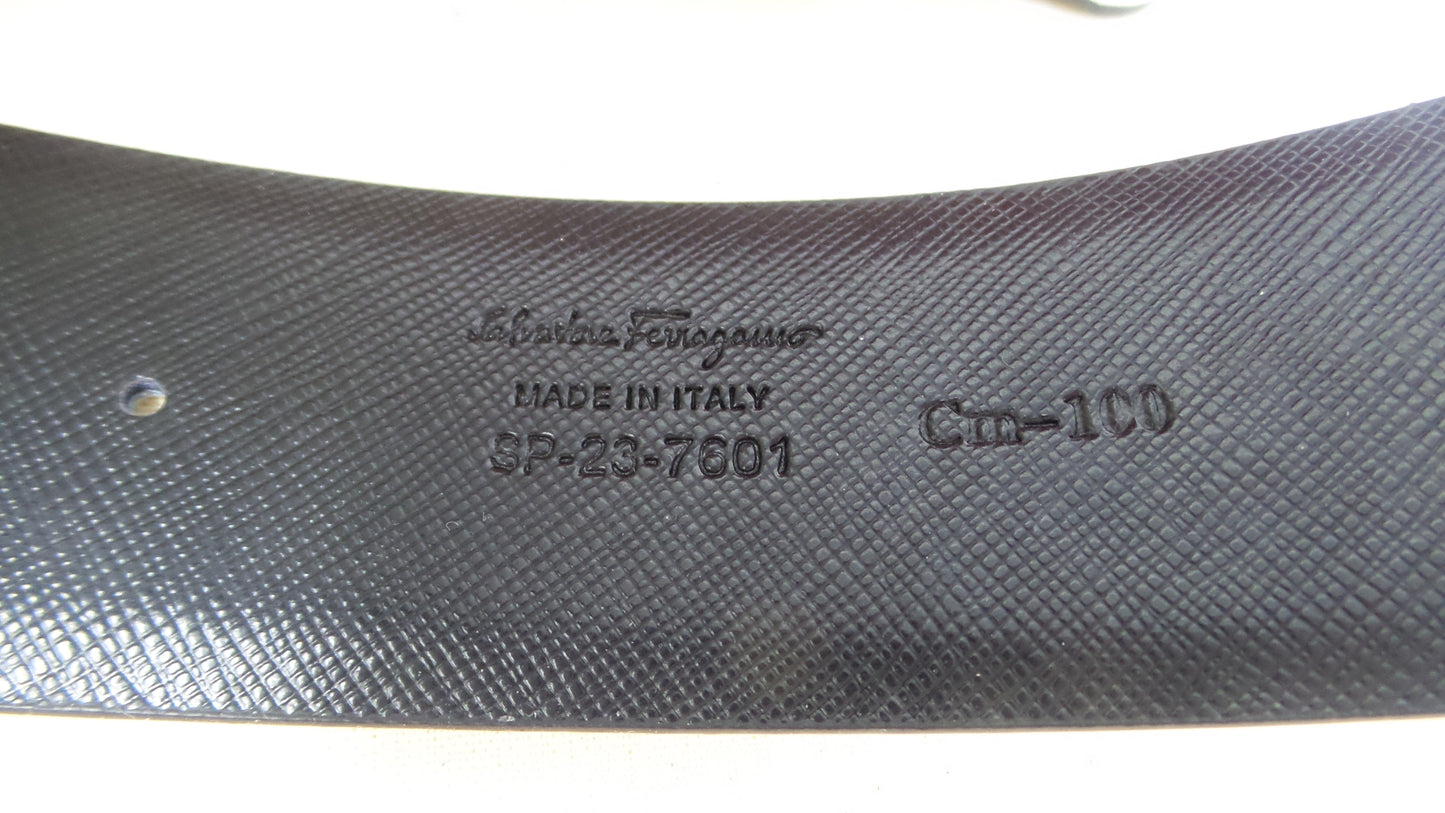 Salvatore Ferragamo
MADE IN ITALY
SP-23-7601
Cm-100